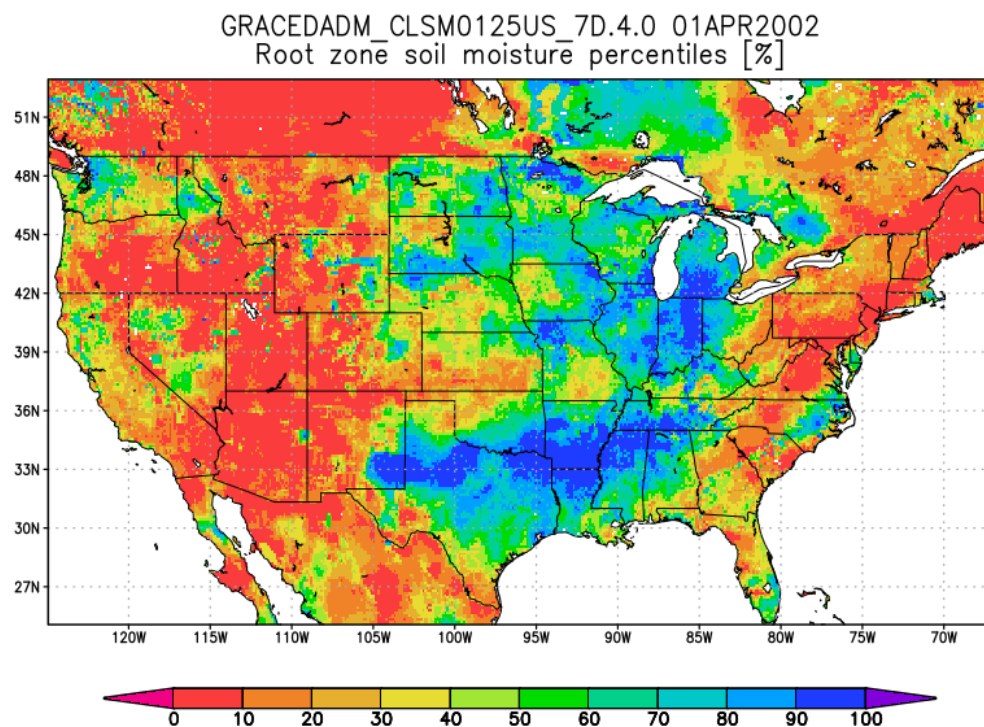 GRACEDADM_CLSM0125US_7D.4.0 01APR2002
Root zone soil moisture percentiles [%]
51N
48N
45N
42N
39N
36N
33N
30N
27N
120W 115W 110W 105W 100W 95W 90W 85W 80W 75W 70W
0 10 20 30 40 50 60 70 80 90 100